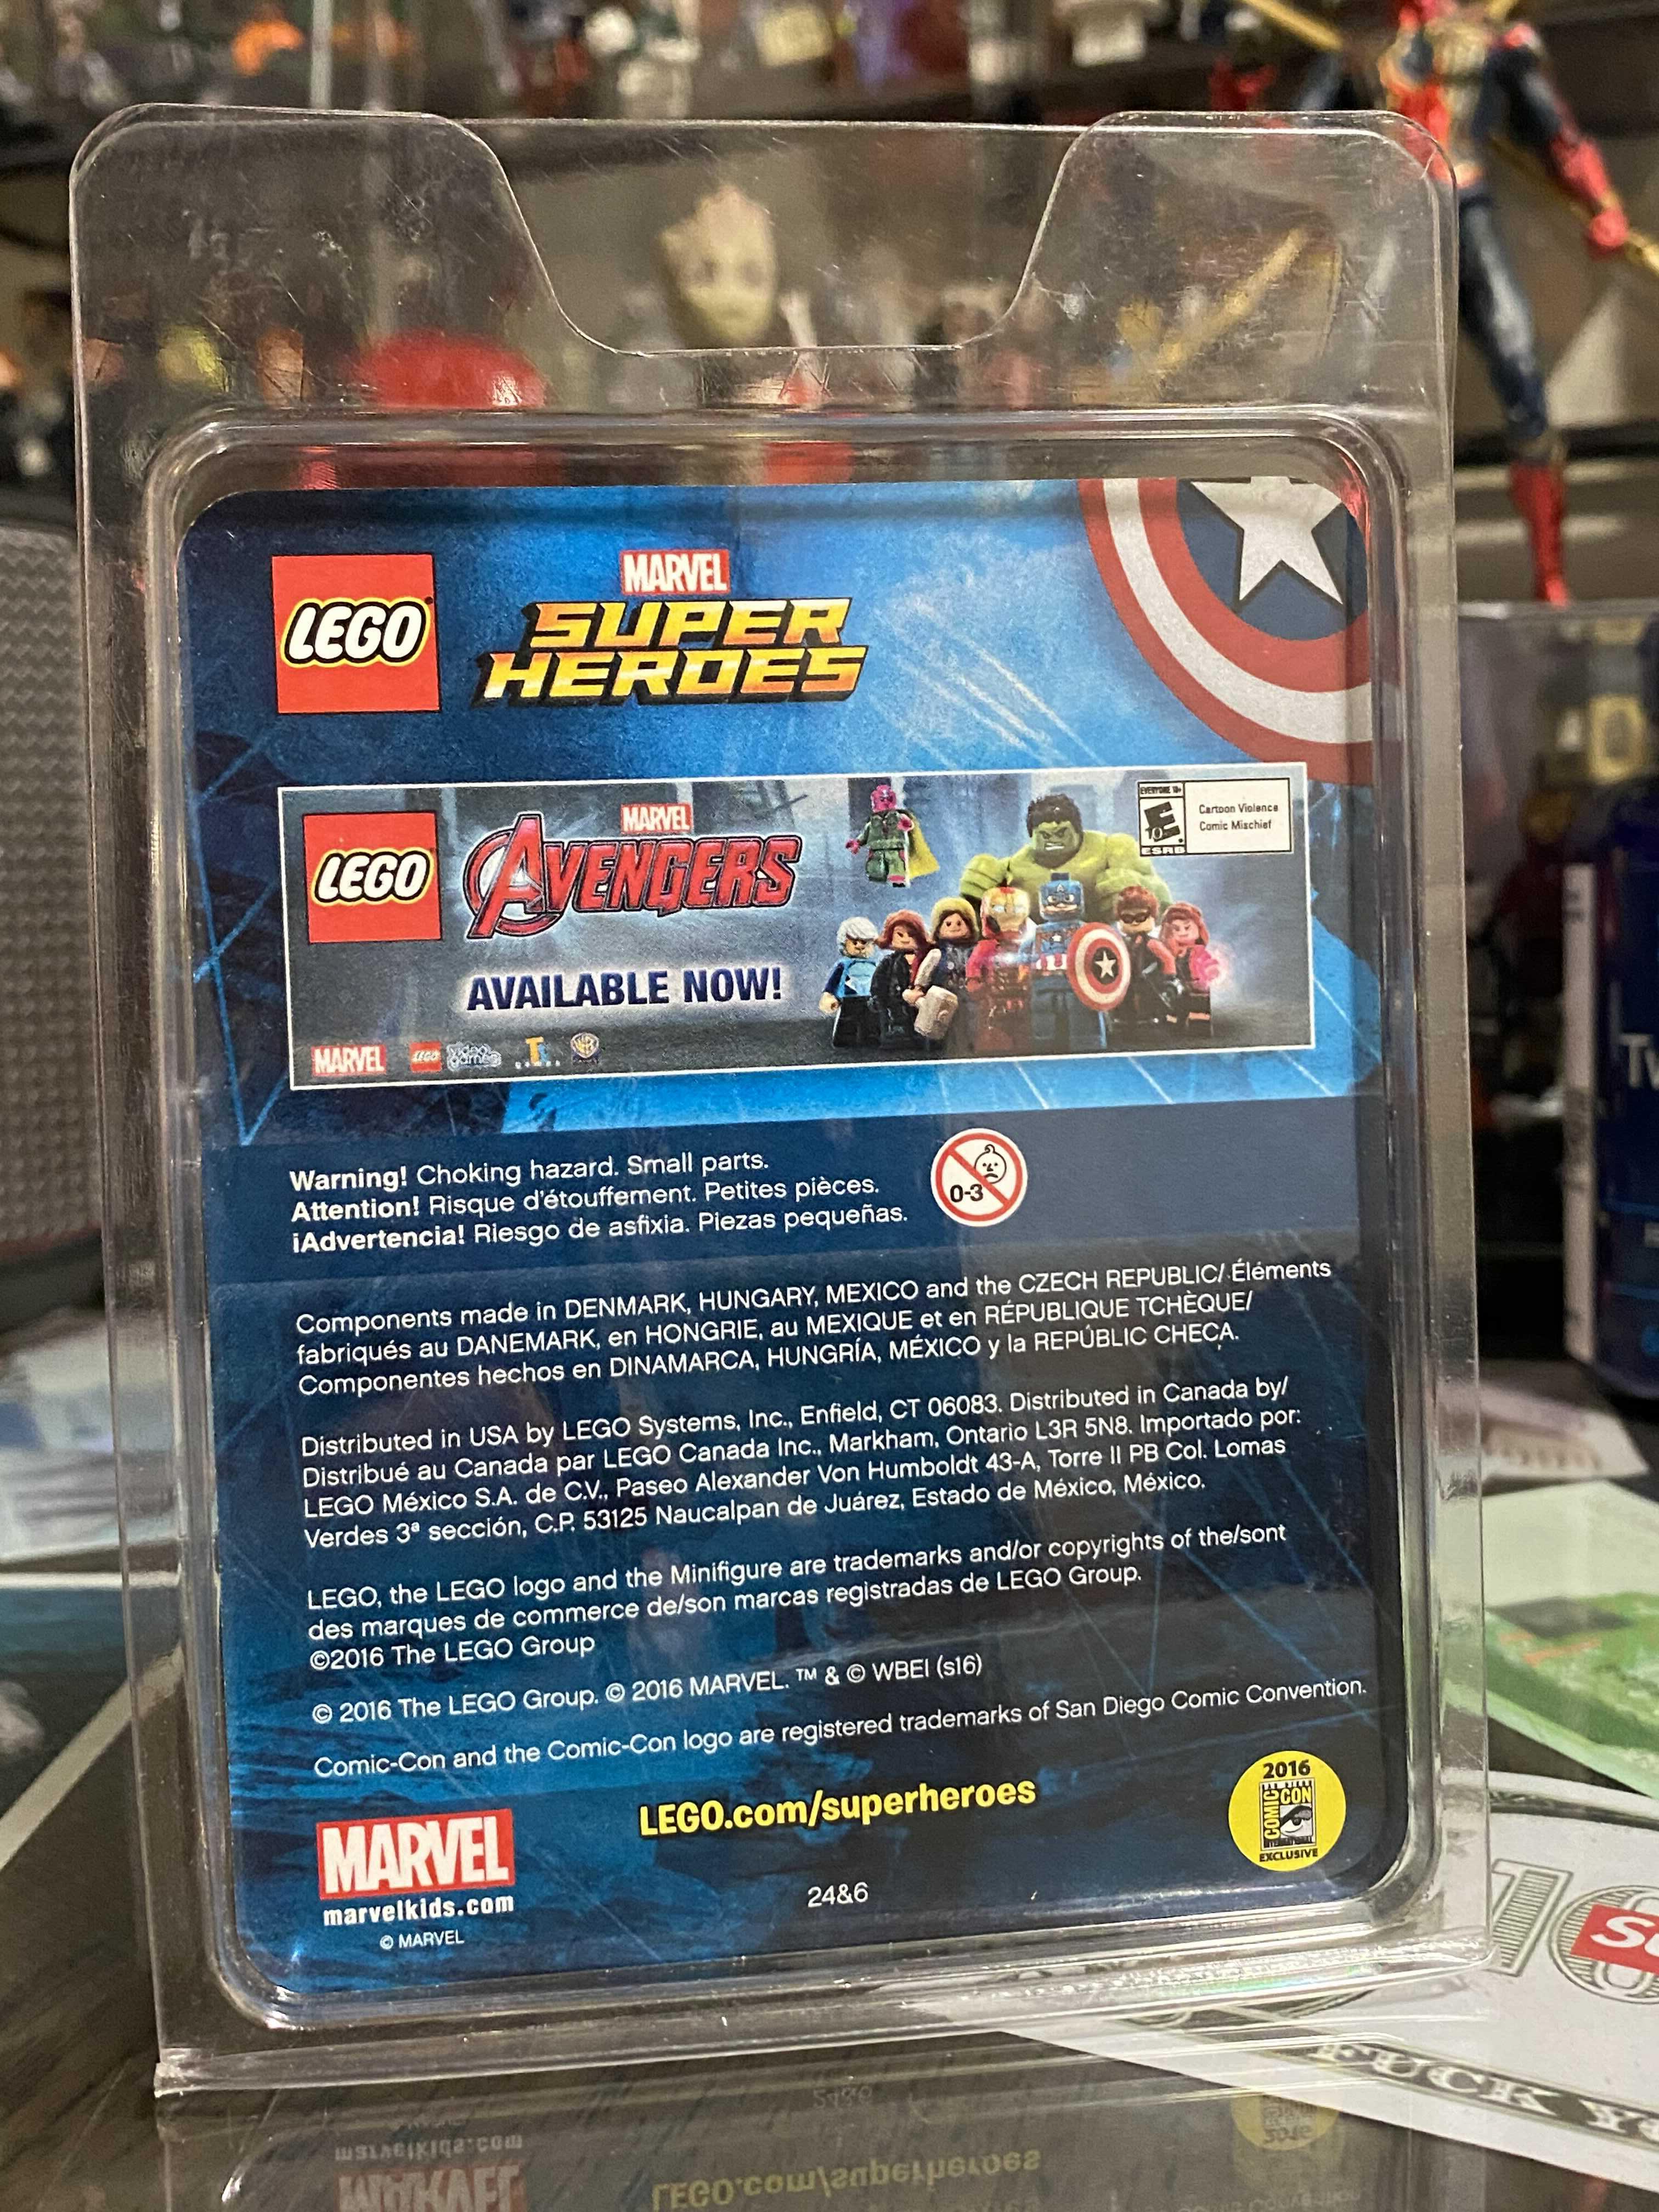 LEGO
MARVEL
SUPER
HEROES
LEGO
MARVEL
AVENGERS
AVAILABLE NOW!
EVERYONE 10+
E
10+
ESRB
Cartoon Violence
Comic Mischief
MARVEL
LEGO
video
games
WB
Warning! Choking hazard. Small parts.
Attention! Risque d'étouffement. Petites pièces.
¡Advertencia! Riesgo de asfixia. Piezas pequeñas.
0-3
Components made in DENMARK, HUNGARY, MEXICO and the CZECH REPUBLIC/ Éléments
fabriqués au DANEMARK, en HONGRIE, au MEXIQUE et en RÉPUBLIQUE TCHÈQUE/
Componentes hechos en DINAMARCA, HUNGRÍA, MÉXICO y la REPÚBLIC CHECA.
Distributed in USA by LEGO Systems, Inc., Enfield, CT 06083. Distributed in Canada by/
Distribué au Canada par LEGO Canada Inc., Markham, Ontario L3R 5N8. Importado por:
LEGO México S.A. de C.V., Paseo Alexander Von Humboldt 43-A, Torre II PB Col. Lomas
Verdes 3ª sección, C.P. 53125 Naucalpan de Juárez, Estado de México, México.
LEGO, the LEGO logo and the Minifigure are trademarks and/or copyrights of the/sont
des marques de commerce de/son marcas registradas de LEGO Group.
©2016 The LEGO Group
© 2016 The LEGO Group. © 2016 MARVEL. ™ & © WBEI (s16)
Comic-Con and the Comic-Con logo are registered trademarks of San Diego Comic Convention.
MARVEL
marvelkids.com
© MARVEL
LEGO.com/superheroes
24&6
2016
SAN DIEGO
COMIC CON
INTERNATIONAL
EXCLUSIVE
FUCK